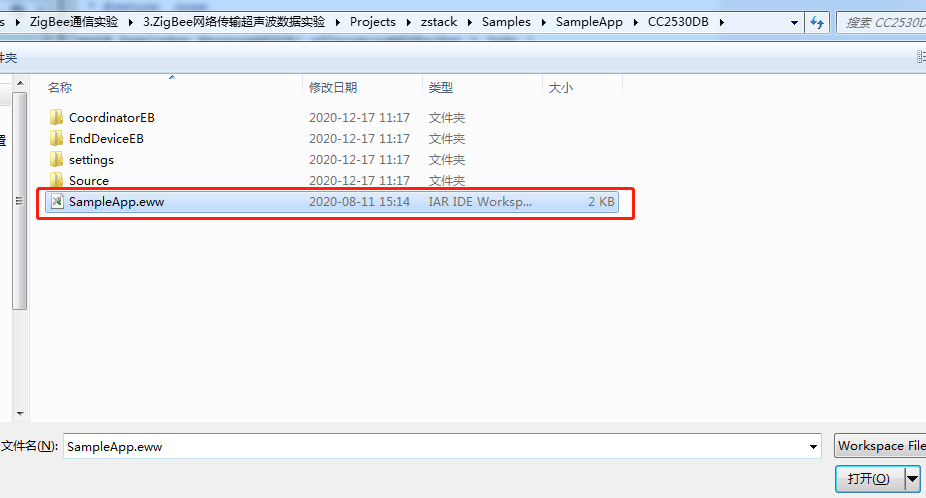 s ▸ ZigBee通信实验 ▸ 3.ZigBee网络传输超声波数据实验 ▸ Projects ▸ zstack ▸ Samples ▸ SampleApp ▸ CC2530DB ▸ 搜索 CC2530D
件夹
名称 修改日期 类型 大小
CoordinatorEB 2020-12-17 11:17 文件夹
EndDeviceEB 2020-12-17 11:17 文件夹
置
settings 2020-12-17 11:17 文件夹
Source 2020-12-17 11:17 文件夹
SampleApp.eww 2020-08-11 15:14 IAR IDE Worksp... 2 KB
文件名(N): SampleApp.eww Workspace File
打开(O)